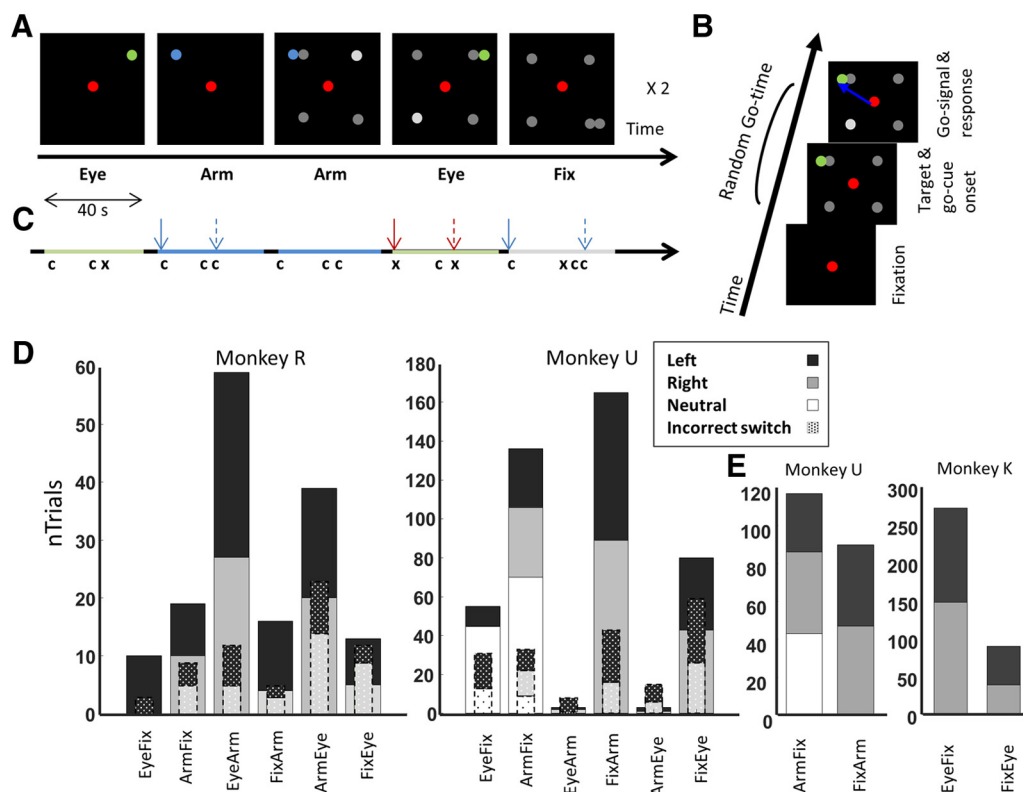 A
X 2
Time
Eye Arm Arm Eye Fix
40 s
B
Random Go-time
Time
Go-signal &
response
Target &
go-cue
onset
Fixation
C
c c x c c c c c c x c x c x c c
D
Monkey R
nTrials
60
50
40
30
20
10
0
EyeFix
ArmFix
EyeArm
FixArm
ArmEye
FixEye
Monkey U
180
160
140
120
100
80
60
40
20
0
EyeFix
ArmFix
EyeArm
FixArm
ArmEye
FixEye
Left
Right
Neutral
Incorrect switch
E
Monkey U
120
100
80
60
40
20
0
ArmFix
FixArm
Monkey K
300
250
200
150
100
50
0
EyeFix
FixEye